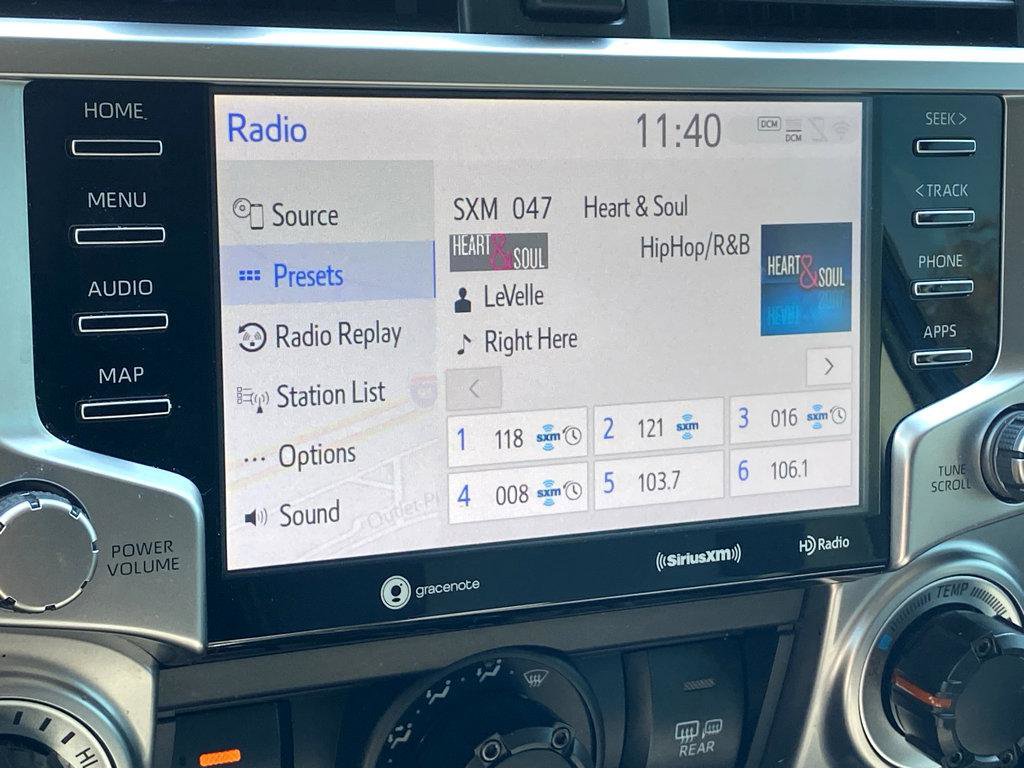 HOME
MENU
AUDIO
MAP
POWER
VOLUME
Radio
11:40
DCM
DCM
Source
Presets
Radio Replay
Station List
... Options
Sound
SXM 047
Heart & Soul
HEART & SOUL
HipHop/R&B
HEART & SOUL
LeVelle
Right Here
<
>
1 118 sxm
2 121 sxm
3 016 sxm
4 008 sxm
5 103.7
6 106.1
Outlet
gracenote
SiriusXM
HD Radio
SEEK >
< TRACK
PHONE
APPS
TUNE
SCROLL
TEMP
REAR
HI